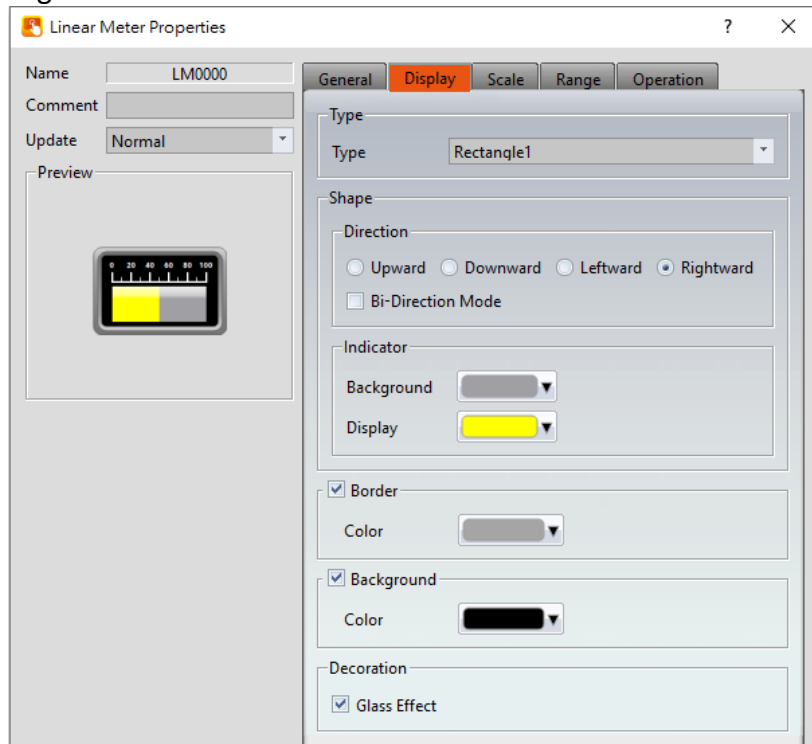 Linear Meter Properties ? ×
Name LM0000
Comment
Update Normal
Preview
0 20 40 60 80 100
General Display Scale Range Operation
Type
Type Rectangle1
Shape
Direction
Upward Downward Leftward Rightward
Bi-Direction Mode
Indicator
Background
Display
Border
Color
Background
Color
Decoration
Glass Effect